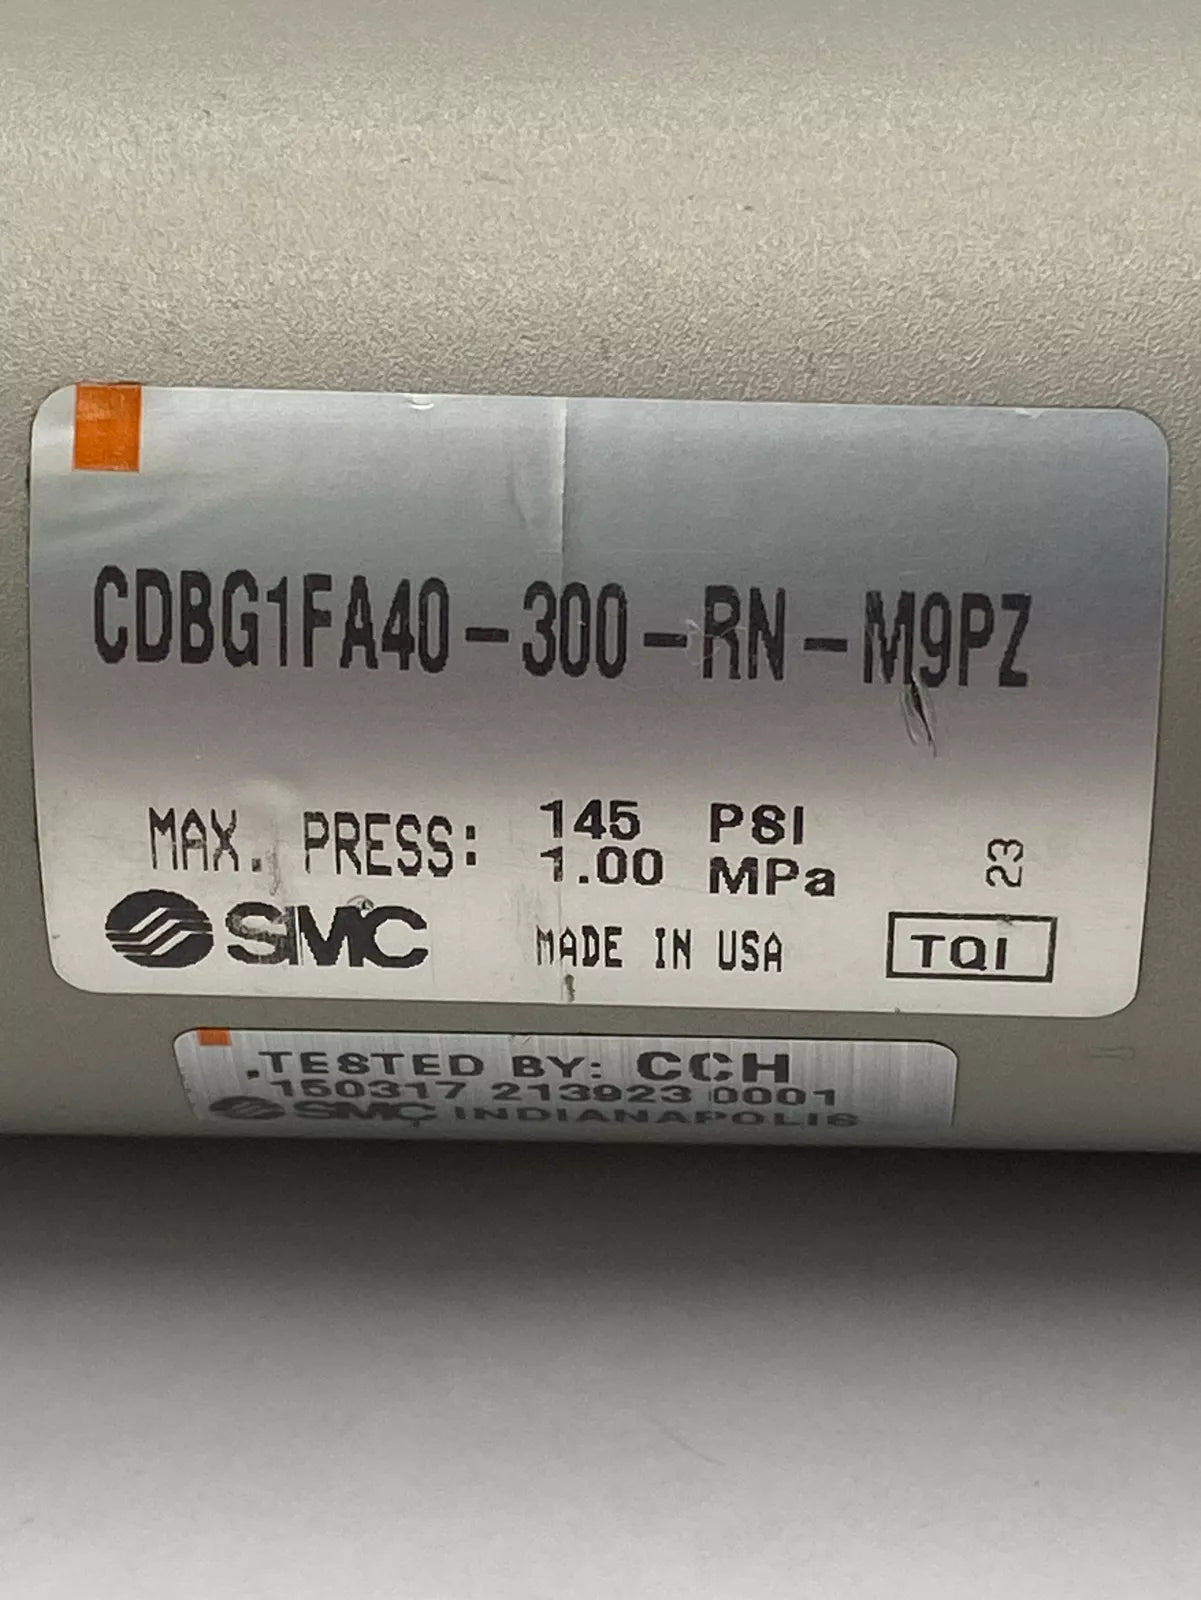 CDBG1FA40-300-RN-M9PZ
MAX. PRESS: 145 PSI
1.00 MPa
23
SMC MADE IN USA TQI
TESTED BY: CCH
150317 213923 0001
SMC INDIANAPOLIS